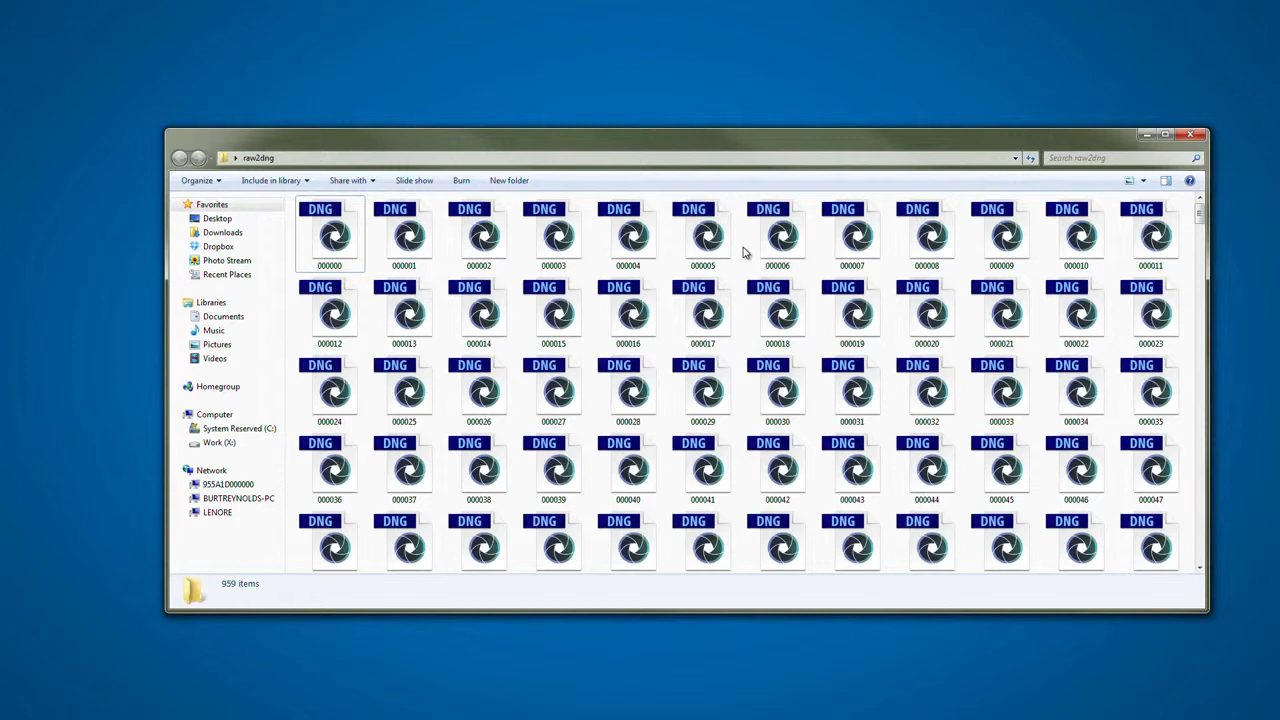 raw2dng
Search raw2dng
Organize Include in library Share with Slide show Burn New folder
Favorites
Desktop
Downloads
Dropbox
Photo Stream
Recent Places
Libraries
Documents
Music
Pictures
Videos
Homegroup
Computer
System Reserved (C:)
Work (X:)
Network
955A1D000000
BURTREYNOLDS-PC
LENORE
DNG DNG DNG DNG DNG DNG DNG DNG DNG DNG DNG DNG
000000 000001 000002 000003 000004 000005 000006 000007 000008 000009 000010 000011
DNG DNG DNG DNG DNG DNG DNG DNG DNG DNG DNG DNG
000012 000013 000014 000015 000016 000017 000018 000019 000020 000021 000022 000023
DNG DNG DNG DNG DNG DNG DNG DNG DNG DNG DNG DNG
000024 000025 000026 000027 000028 000029 000030 000031 000032 000033 000034 000035
DNG DNG DNG DNG DNG DNG DNG DNG DNG DNG DNG DNG
000036 000037 000038 000039 000040 000041 000042 000043 000044 000045 000046 000047
DNG DNG DNG DNG DNG DNG DNG DNG DNG DNG DNG DNG
959 items